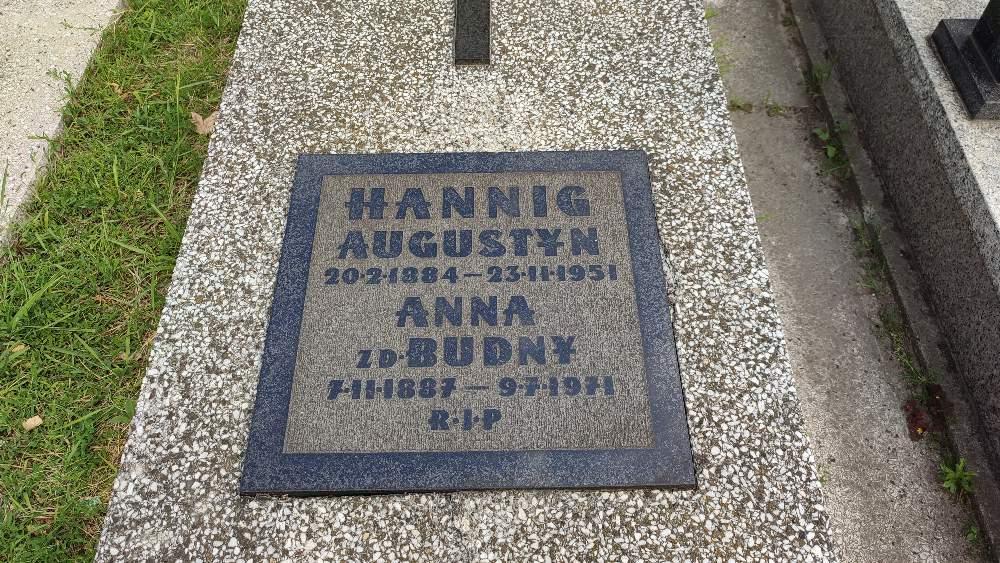 HANNIG
AUGUSTYN
20·2·1884—23·11·1951
ANNA
ZD·BUDNY
7·11·1887—9·7·1971
R·I·P